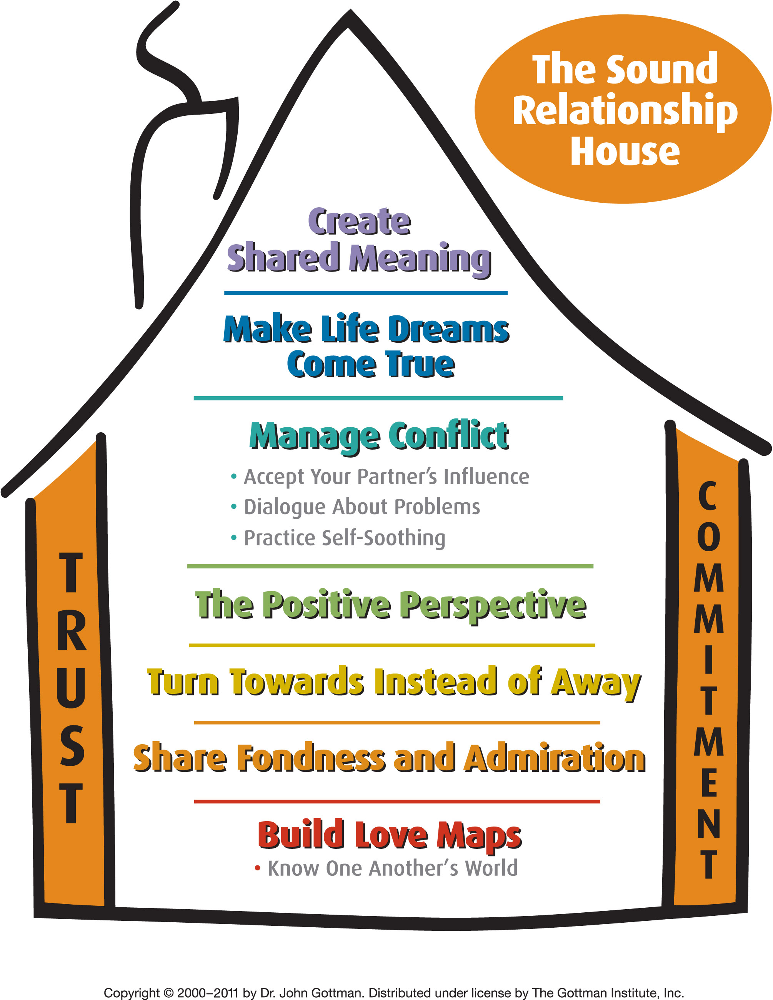 The Sound
Relationship
House
Create
Shared Meaning
Make Life Dreams
Come True
Manage Conflict
• Accept Your Partner’s Influence
• Dialogue About Problems
• Practice Self-Soothing
The Positive Perspective
Turn Towards Instead of Away
Share Fondness and Admiration
Build Love Maps
• Know One Another’s World
TRUST
COMMITMENT
Copyright © 2000–2011 by Dr. John Gottman. Distributed under license by The Gottman Institute, Inc.